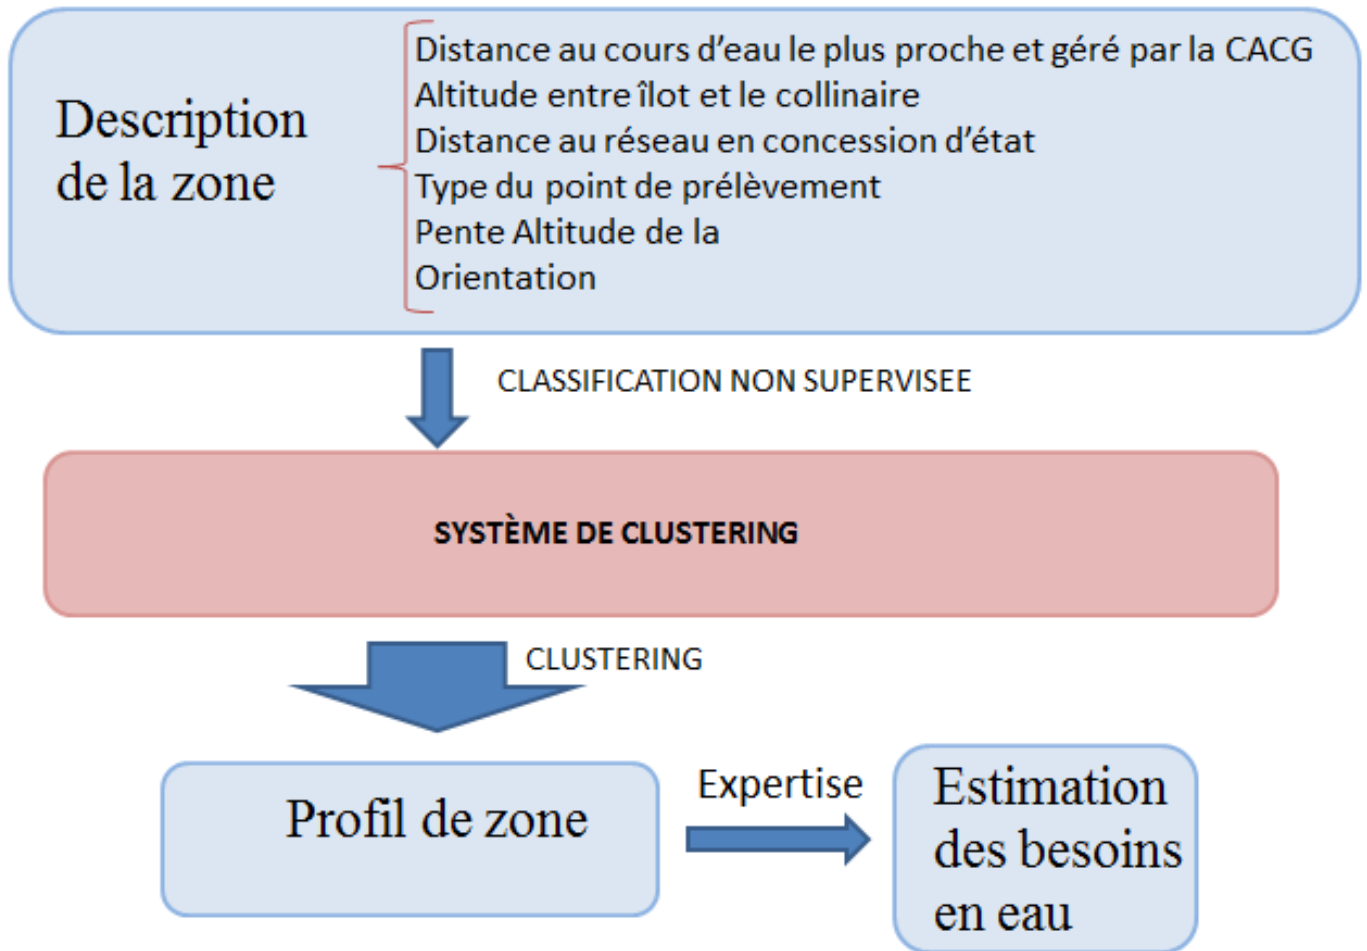 Description
de la zone
Distance au cours d’eau le plus proche et géré par la CACG
Altitude entre îlot et le collinaire
Distance au réseau en concession d’état
Type du point de prélèvement
Pente Altitude de la
Orientation
CLASSIFICATION NON SUPERVISEE
SYSTÈME DE CLUSTERING
CLUSTERING
Profil de zone
Expertise
Estimation
des besoins
en eau